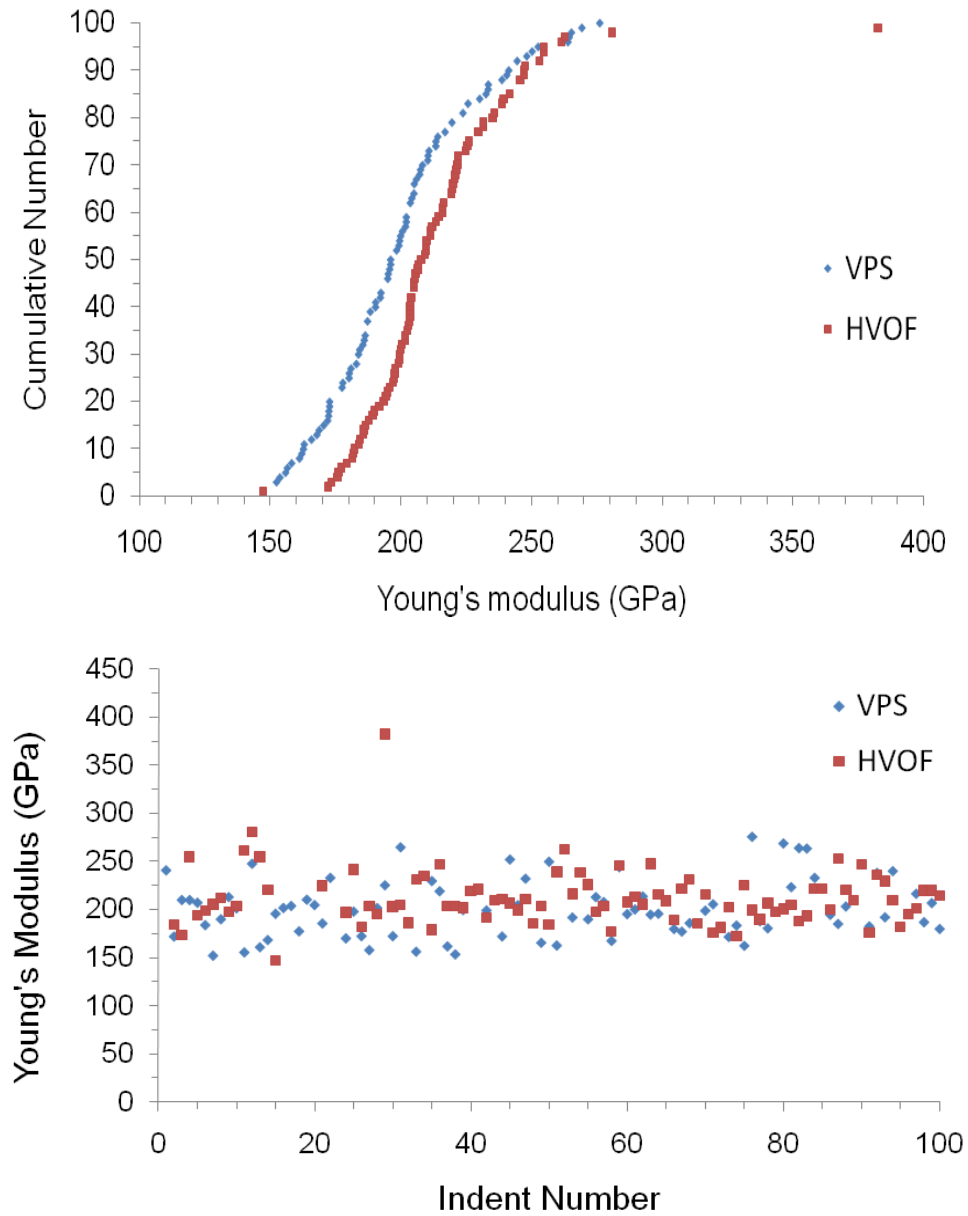 Cumulative Number
100
90
80
70
60
50
40
30
20
10
0
VPS
HVOF
100 150 200 250 300 350 400
Young's modulus (GPa)
Young's Modulus (GPa)
450
400
350
300
250
200
150
100
50
0
VPS
HVOF
0 20 40 60 80 100
Indent Number